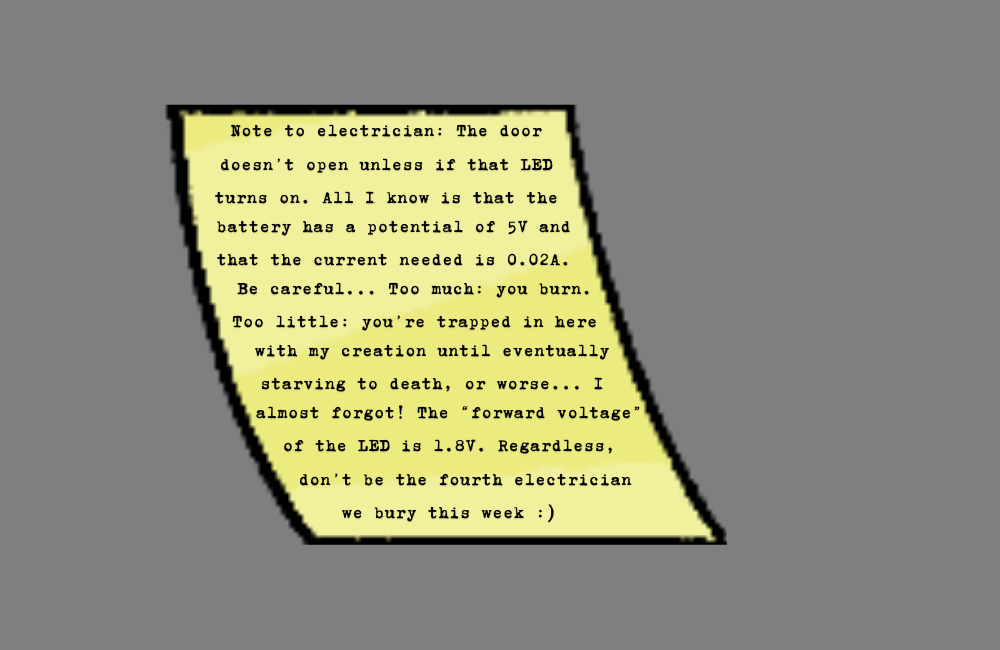 Note to electrician: The door
doesn't open unless if that LED
turns on. All I know is that the
battery has a potential of 5V and
that the current needed is 0.02A.
Be careful... Too much: you burn.
Too little: you're trapped in here
with my creation until eventually
starving to death, or worse... I
almost forgot! The “forward voltage”
of the LED is 1.8V. Regardless,
don't be the fourth electrician
we bury this week :)